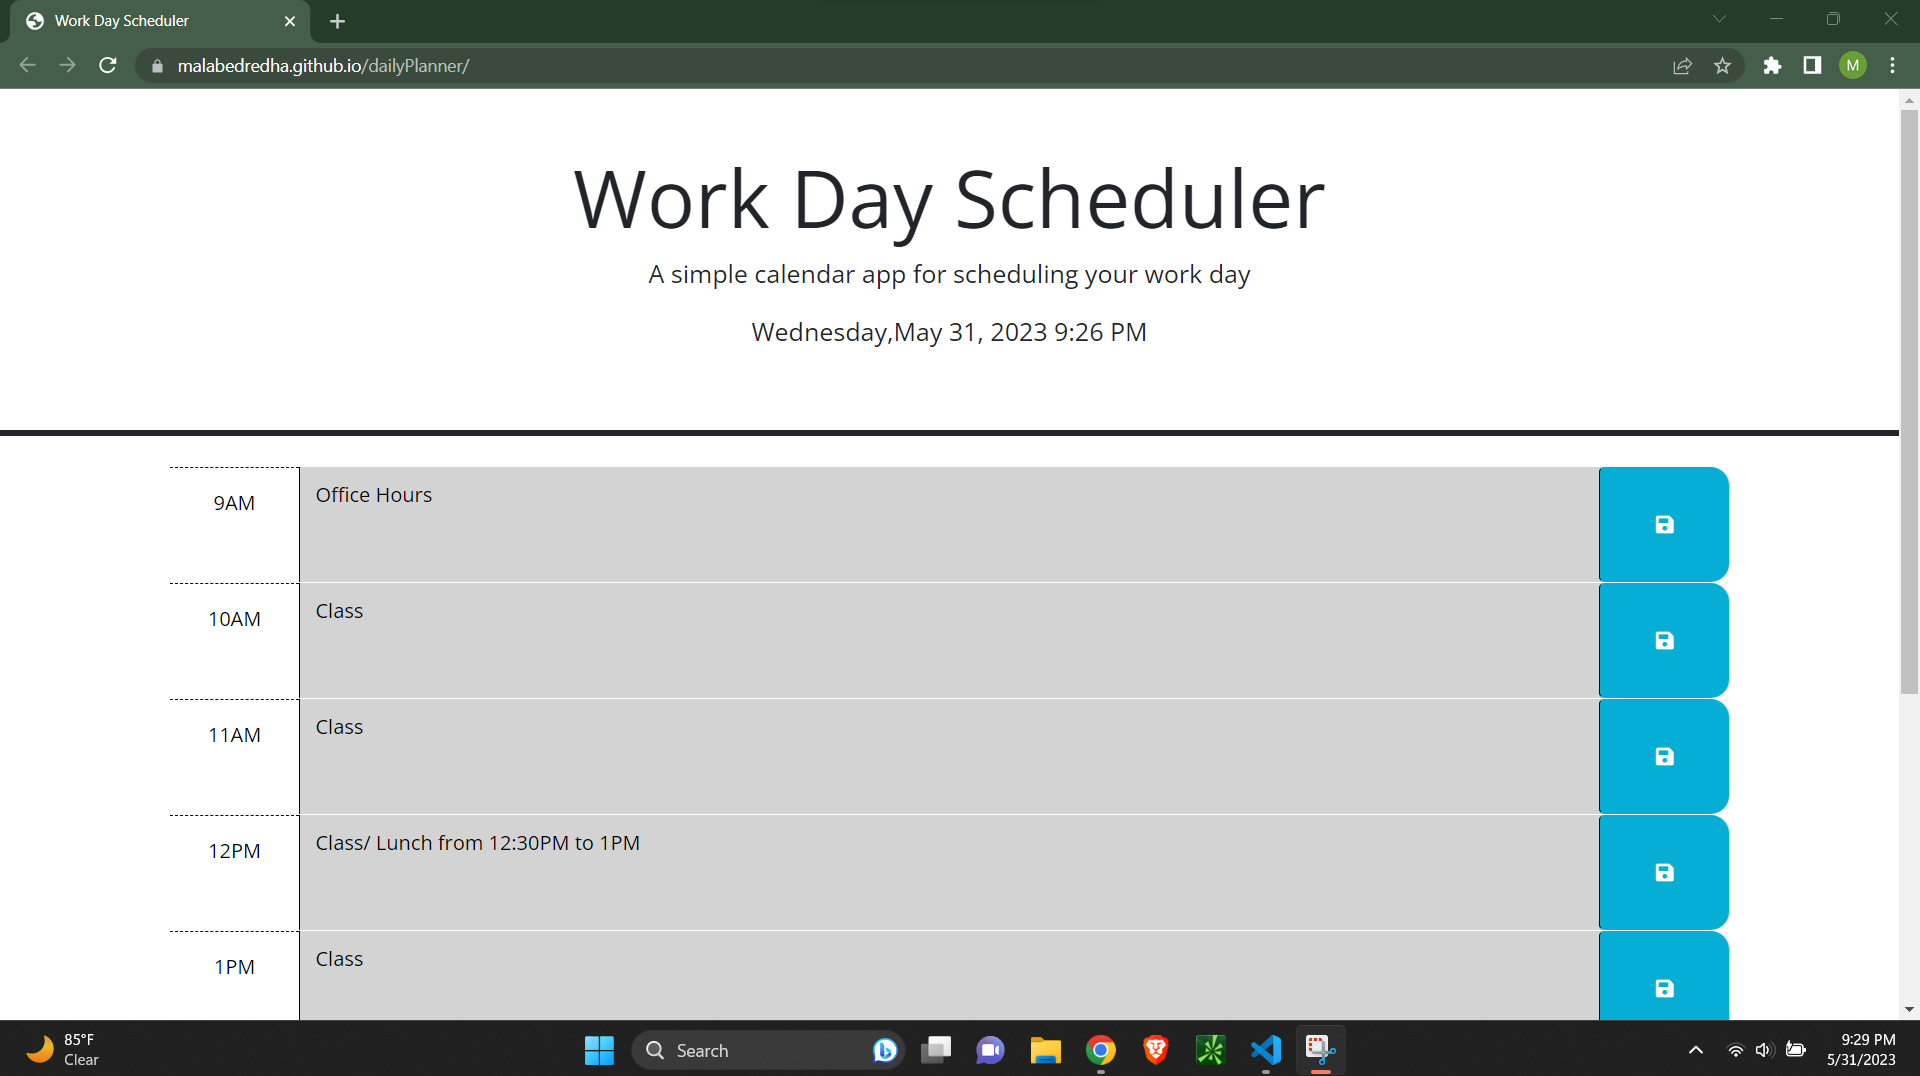 Work Day Scheduler
malabedredha.github.io/dailyPlanner/
M
Work Day Scheduler
A simple calendar app for scheduling your work day
Wednesday,May 31, 2023 9:26 PM
9AM Office Hours
10AM Class
11AM Class
12PM Class/ Lunch from 12:30PM to 1PM
1PM Class
85°F
Clear
Search
9:29 PM
5/31/2023